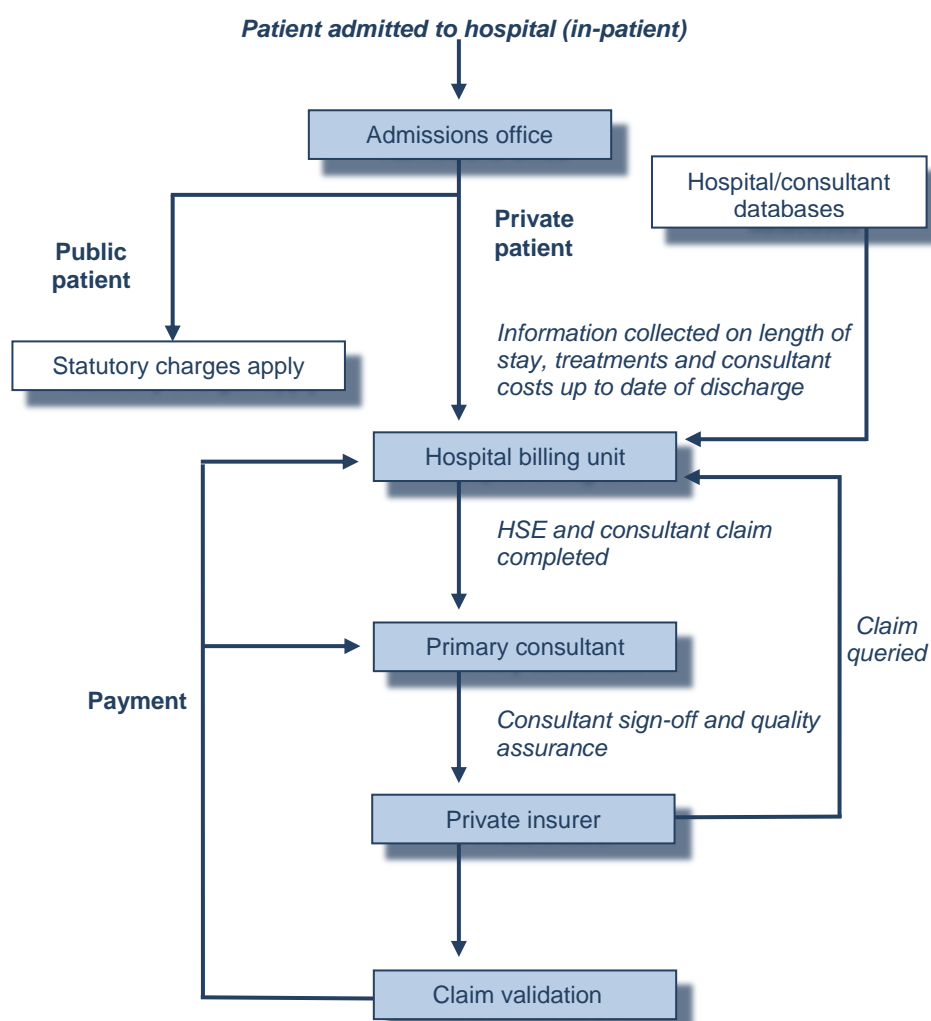 Patient admitted to hospital (in-patient)
Admissions office
Hospital/consultant
databases
Private
patient
Public
patient
Information collected on length of
stay, treatments and consultant
costs up to date of discharge
Statutory charges apply
Hospital billing unit
HSE and consultant claim
completed
Claim
queried
Primary consultant
Payment
Consultant sign-off and quality
assurance
Private insurer
Claim validation